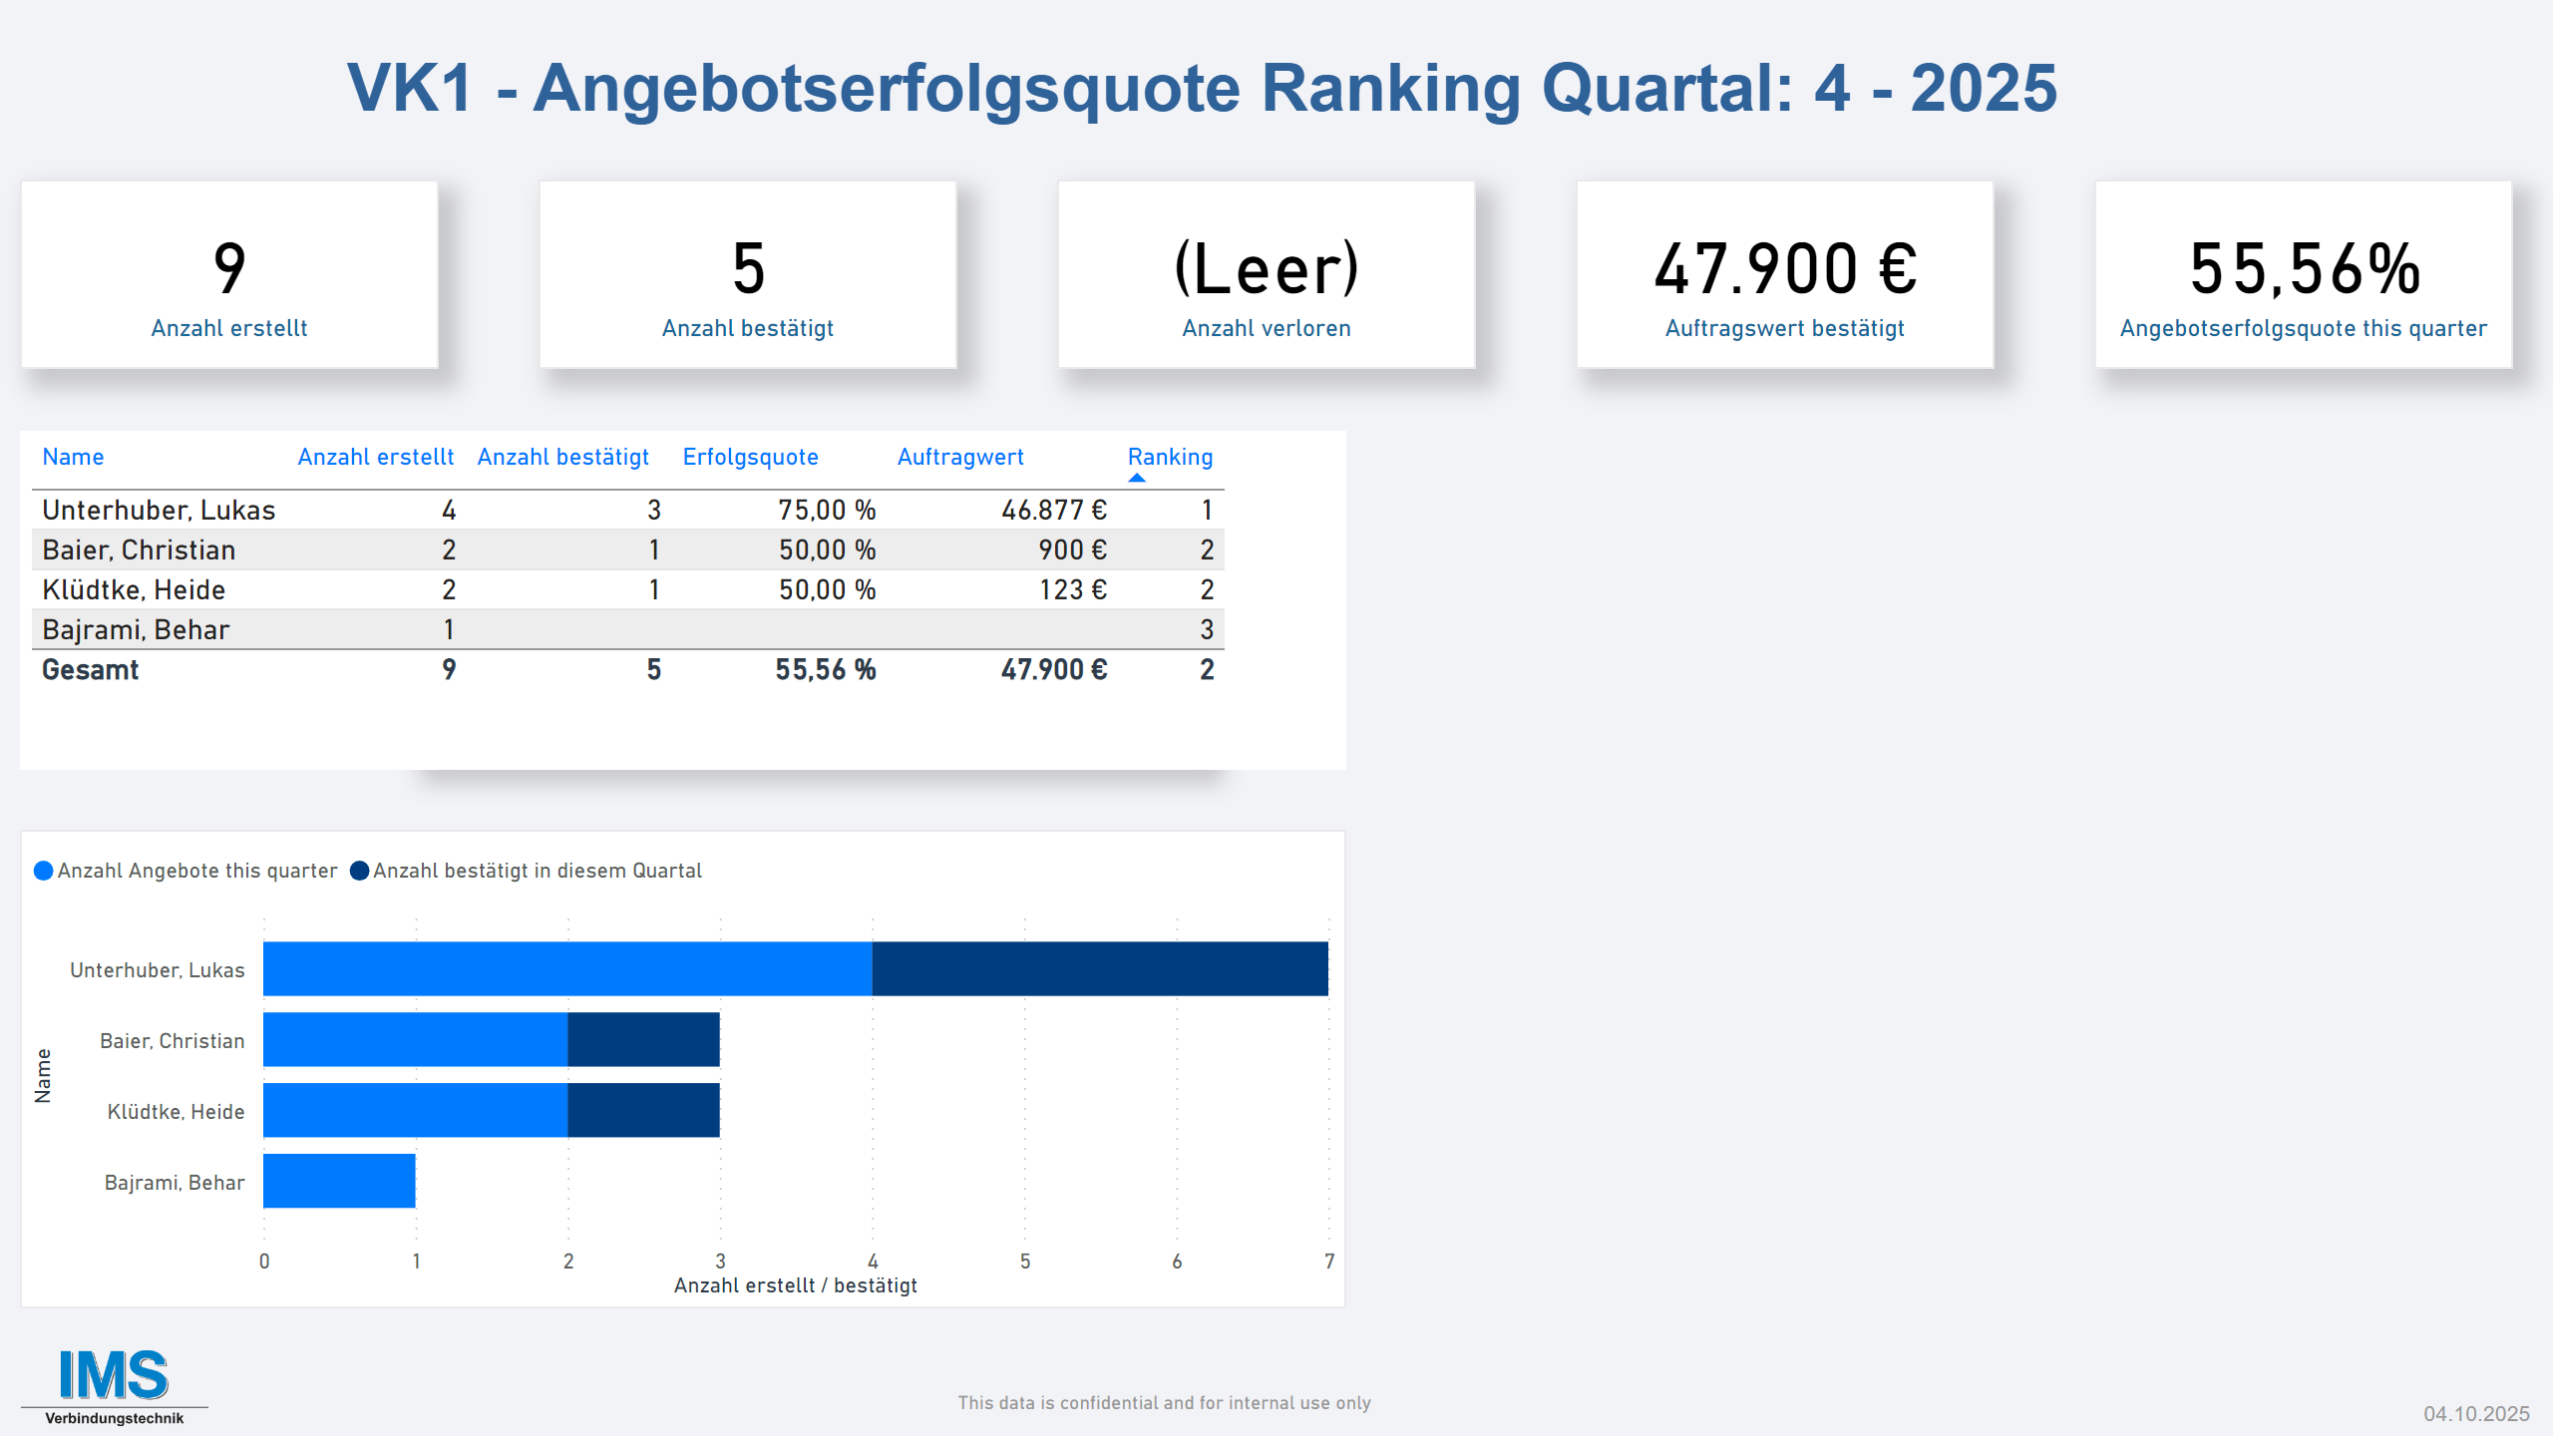 VK1 - Angebotserfolgsquote Ranking Quartal: 4 - 2025
9
Anzahl erstellt
5
Anzahl bestätigt
(Leer)
Anzahl verloren
47.900 €
Auftragswert bestätigt
55,56%
Angebotserfolgsquote this quarter
Name Anzahl erstellt Anzahl bestätigt Erfolgsquote Auftragwert Ranking
Unterhuber, Lukas 4 3 75,00 % 46.877 € 1
Baier, Christian 2 1 50,00 % 900 € 2
Klüdtke, Heide 2 1 50,00 % 123 € 2
Bajrami, Behar 1 3
Gesamt 9 5 55,56 % 47.900 € 2
Anzahl Angebote this quarter Anzahl bestätigt in diesem Quartal
Name
Unterhuber, Lukas
Baier, Christian
Klüdtke, Heide
Bajrami, Behar
0 1 2 3 4 5 6 7
Anzahl erstellt / bestätigt
IMS
Verbindungstechnik
This data is confidential and for internal use only
04.10.2025